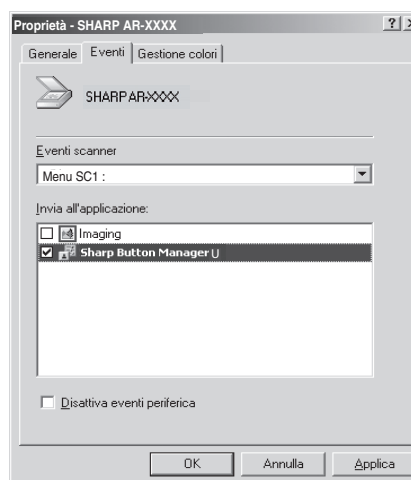 Proprietà - SHARP AR-XXXX
Generale Eventi Gestione colori
SHARP AR-XXXX
Eventi scanner
Menu SC1 :
Invia all'applicazione:
Imaging
Sharp Button Manager U
Disattiva eventi periferica
OK Annulla Applica